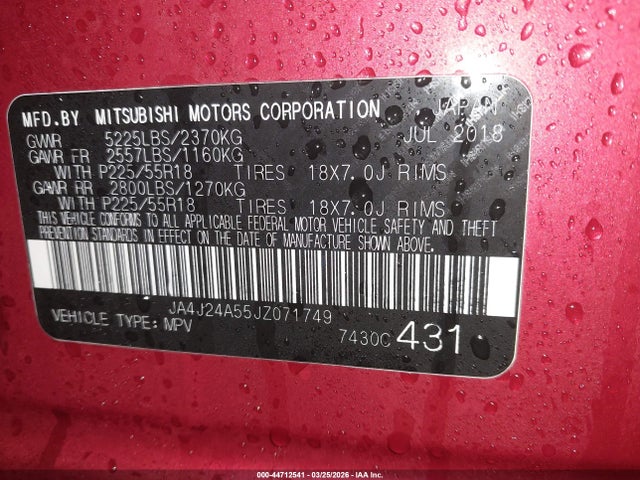 MFD.BY MITSUBISHI MOTORS CORPORATION JAPAN
GVWR 5225LBS/2370KG JUL 2018
GAWR FR 2557LBS/1160KG
WITH P225/55R18 TIRES 18X7.0J RIMS
GAWR RR 2800LBS/1270KG
WITH P225/55R18 TIRES 18X7.0J RIMS
THIS VEHICLE CONFORMS TO ALL APPLICABLE FEDERAL MOTOR VEHICLE SAFETY AND THEFT
PREVENTION STANDARDS IN EFFECT ON THE DATE OF MANUFACTURE SHOWN ABOVE.
JA4J24A55JZ071749
VEHICLE TYPE: MPV 7430C 431
000-44712541 - 03/25/2026 - IAA Inc.